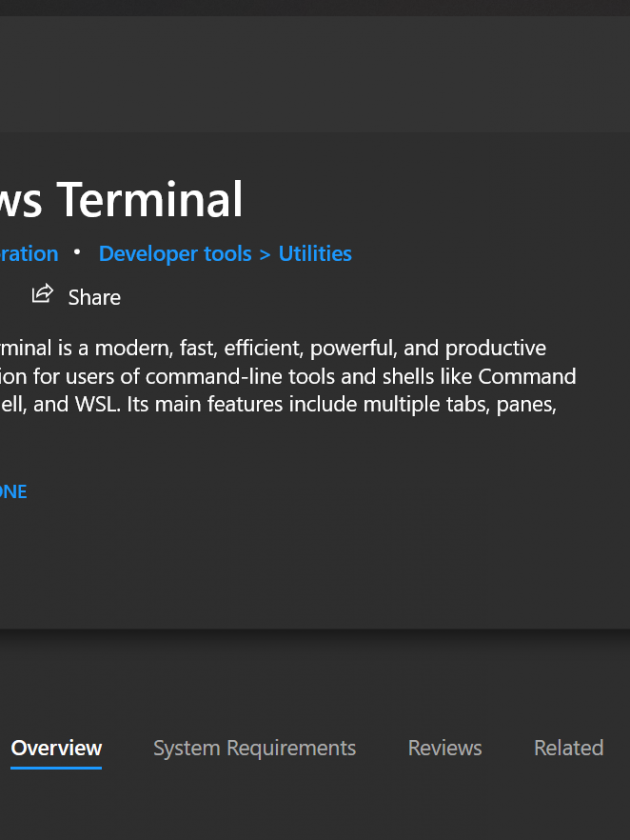 ws Terminal
ration • Developer tools > Utilities
Share
rminal is a modern, fast, efficient, powerful, and productive
ion for users of command-line tools and shells like Command
ell, and WSL. Its main features include multiple tabs, panes,
ONE
Overview System Requirements Reviews Related